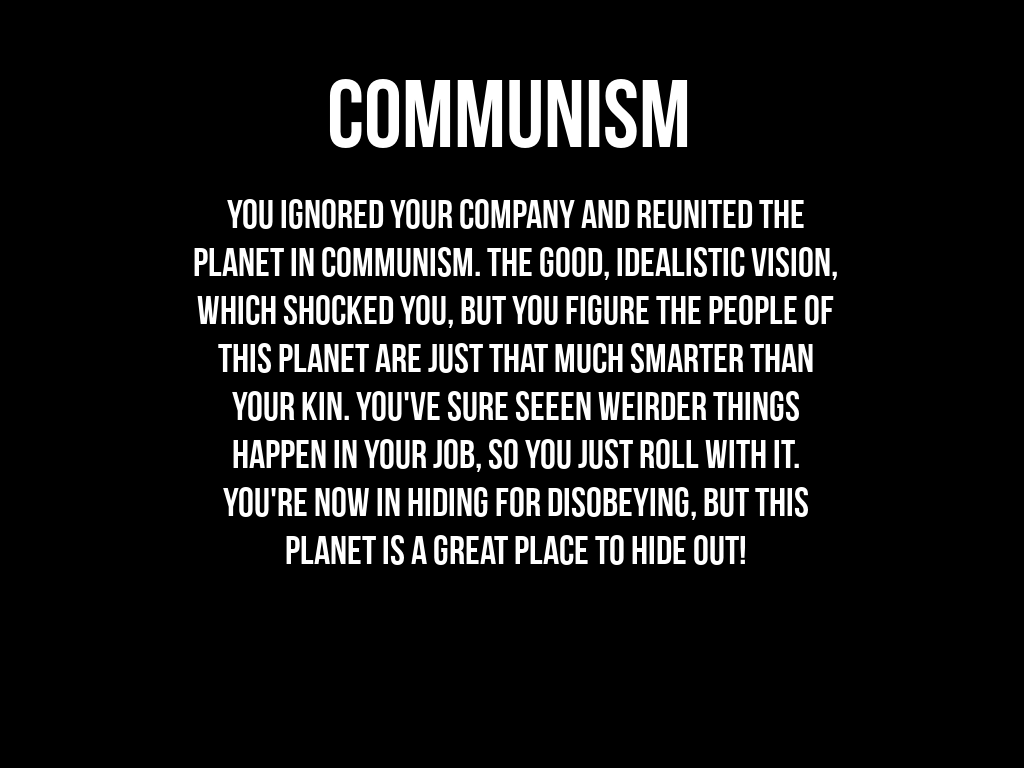 COMMUNISM
YOU IGNORED YOUR COMPANY AND REUNITED THE
PLANET IN COMMUNISM. THE GOOD, IDEALISTIC VISION,
WHICH SHOCKED YOU, BUT YOU FIGURE THE PEOPLE OF
THIS PLANET ARE JUST THAT MUCH SMARTER THAN
YOUR KIN. YOU'VE SURE SEEEN WEIRDER THINGS
HAPPEN IN YOUR JOB, SO YOU JUST ROLL WITH IT.
YOU'RE NOW IN HIDING FOR DISOBEYING, BUT THIS
PLANET IS A GREAT PLACE TO HIDE OUT!